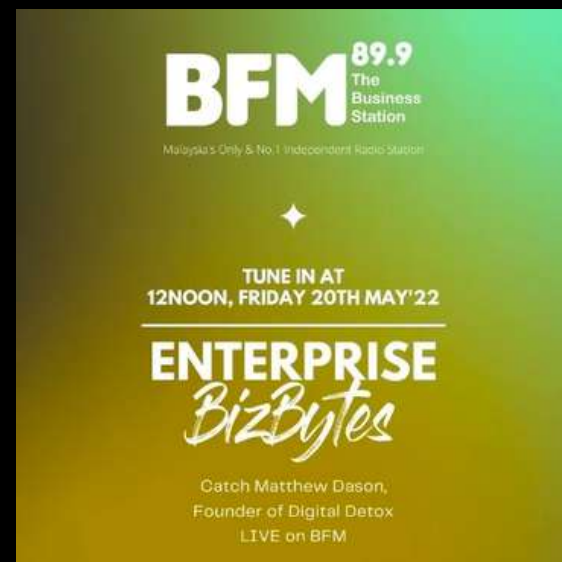 BFM 89.9
The
Business
Station
Malaysia's Only & No.1 Independent Radio Station
TUNE IN AT
12NOON, FRIDAY 20TH MAY'22
ENTERPRISE
BizBytes
Catch Matthew Dason,
Founder of Digital Detox
LIVE on BFM